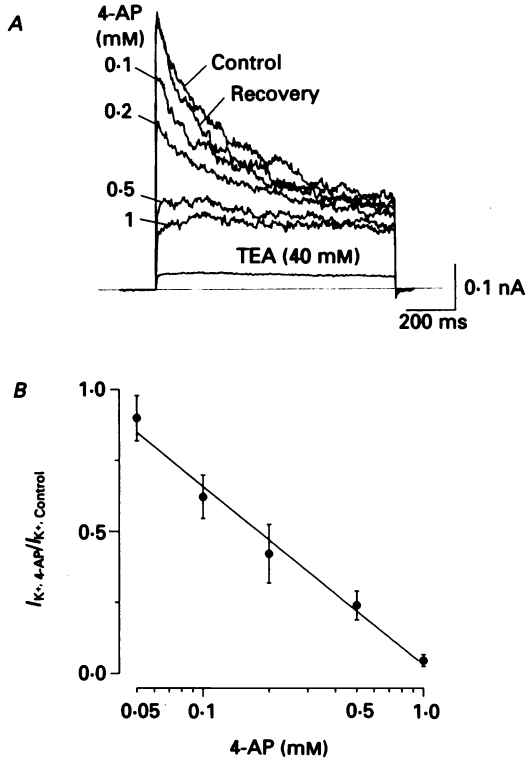 A
4-AP
(mM)
0·1
0·2
0·5
1
Control
Recovery
TEA (40 mM)
0·1 nA
200 ms
B
1·0
0·5
0·0
I K⁺, 4-AP/I K⁺, Control
0·05
0·1
0·5
1·0
4-AP (mM)